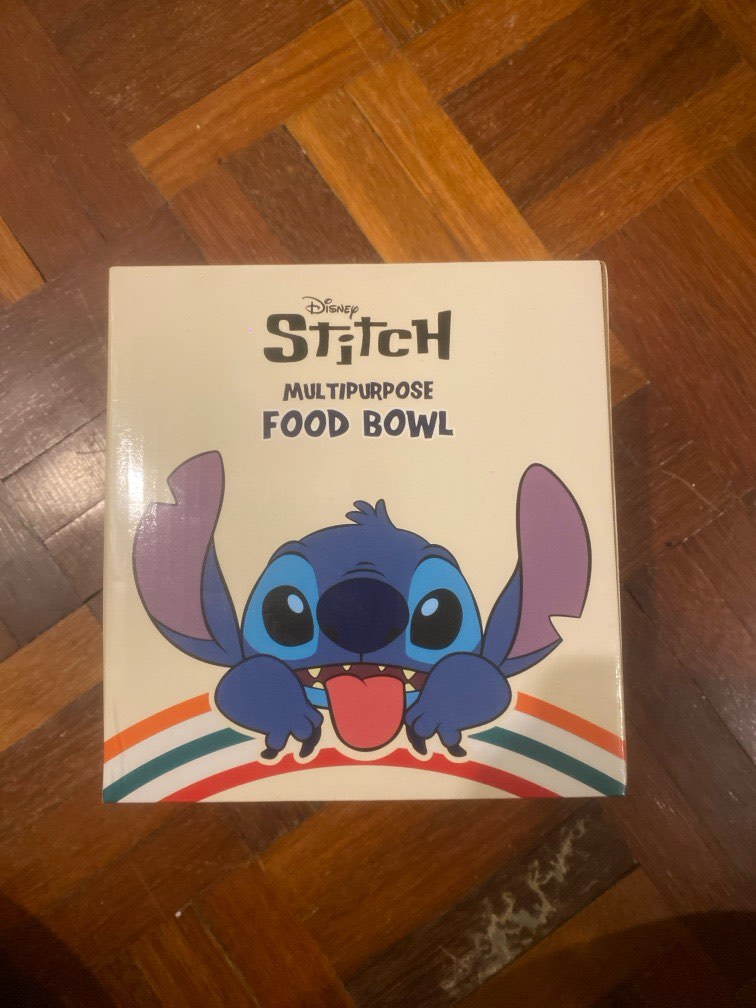 Disney
Stitch
MULTIPURPOSE
FOOD BOWL